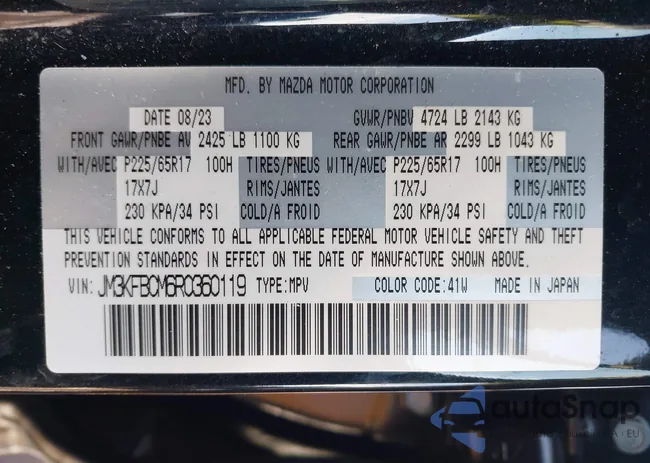 MFD. BY MAZDA MOTOR CORPORATION
DATE 08/23 GVWR/PNBV 4724 LB 2143 KG
FRONT GAWR/PNBE AV 2425 LB 1100 KG REAR GAWR/PNBE AR 2299 LB 1043 KG
WITH/AVEC P225/65R17 100H TIRES/PNEUS WITH/AVEC P225/65R17 100H TIRES/PNEUS
17X7J RIMS/JANTES 17X7J RIMS/JANTES
230 KPA/34 PSI COLD/A FROID 230 KPA/34 PSI COLD/A FROID
THIS VEHICLE CONFORMS TO ALL APPLICABLE FEDERAL MOTOR VEHICLE SAFETY AND THEFT
PREVENTION STANDARDS IN EFFECT ON THE DATE OF MANUFACTURE SHOWN ABOVE.
VIN: JM3KFBCM6R0360119 TYPE:MPV COLOR CODE:41W MADE IN JAPAN
autoSnap